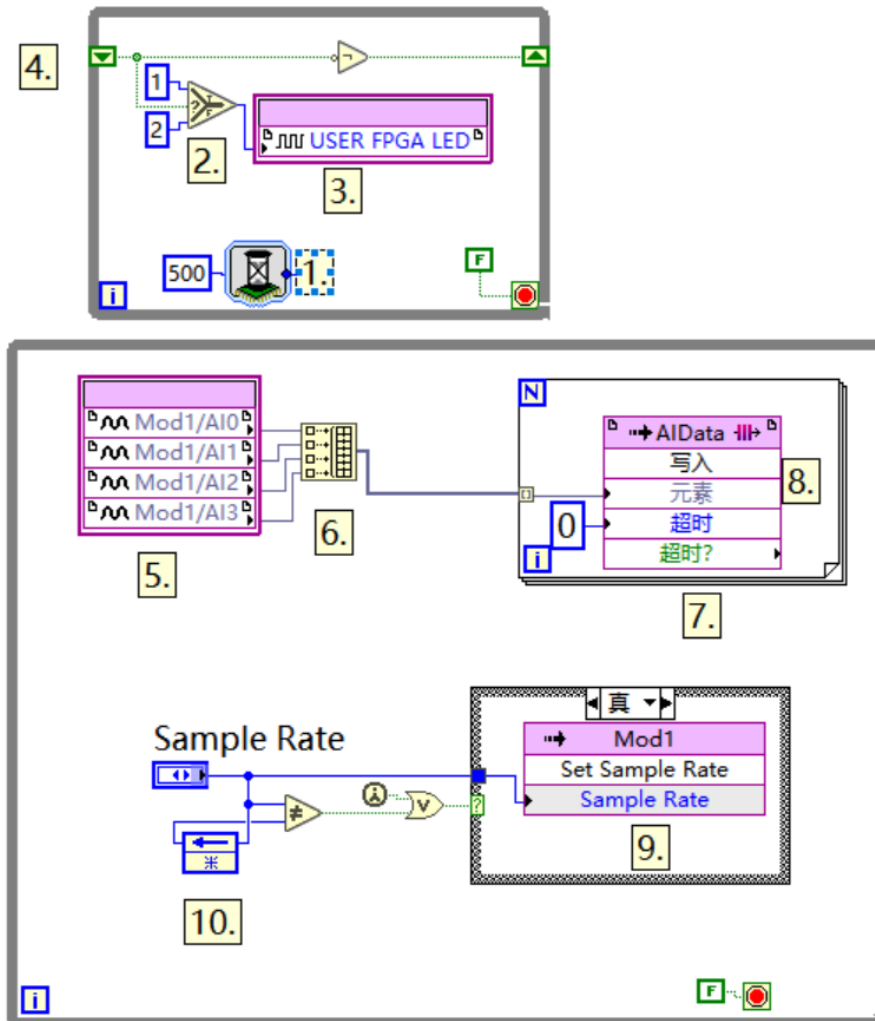 4.
1
2
2.
USER FPGA LED
3.
500
1.
F
i
Mod1/AI0
Mod1/AI1
Mod1/AI2
Mod1/AI3
5.
6.
N
AIData
写入
元素
0
超时
i
超时?
8.
7.
真
Sample Rate
Mod1
Set Sample Rate
Sample Rate
9.
10.
i
F